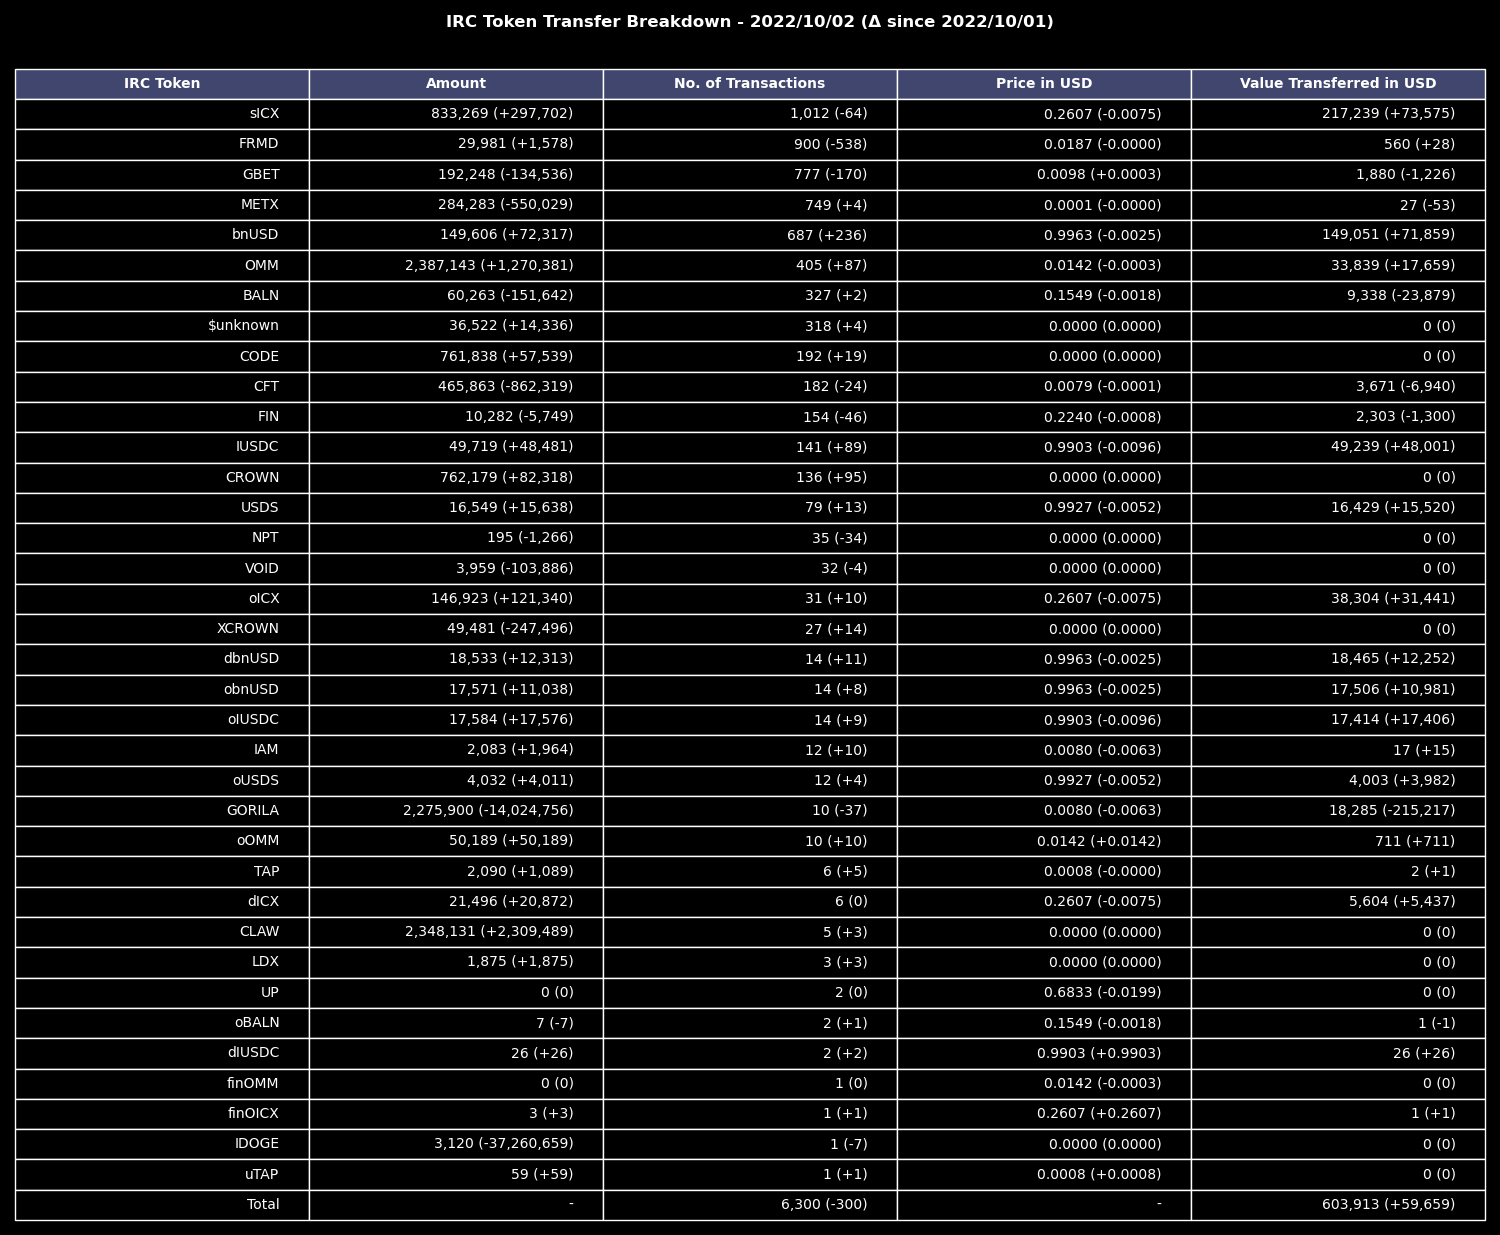 IRC Token Transfer Breakdown - 2022/10/02 (Δ since 2022/10/01)
IRC Token Amount No. of Transactions Price in USD Value Transferred in USD
sICX 833,269 (+297,702) 1,012 (-64) 0.2607 (-0.0075) 217,239 (+73,575)
FRMD 29,981 (+1,578) 900 (-538) 0.0187 (-0.0000) 560 (+28)
GBET 192,248 (-134,536) 777 (-170) 0.0098 (+0.0003) 1,880 (-1,226)
METX 284,283 (-550,029) 749 (+4) 0.0001 (-0.0000) 27 (-53)
bnUSD 149,606 (+72,317) 687 (+236) 0.9963 (-0.0025) 149,051 (+71,859)
OMM 2,387,143 (+1,270,381) 405 (+87) 0.0142 (-0.0003) 33,839 (+17,659)
BALN 60,263 (-151,642) 327 (+2) 0.1549 (-0.0018) 9,338 (-23,879)
$unknown 36,522 (+14,336) 318 (+4) 0.0000 (0.0000) 0 (0)
CODE 761,838 (+57,539) 192 (+19) 0.0000 (0.0000) 0 (0)
CFT 465,863 (-862,319) 182 (-24) 0.0079 (-0.0001) 3,671 (-6,940)
FIN 10,282 (-5,749) 154 (-46) 0.2240 (-0.0008) 2,303 (-1,300)
IUSDC 49,719 (+48,481) 141 (+89) 0.9903 (-0.0096) 49,239 (+48,001)
CROWN 762,179 (+82,318) 136 (+95) 0.0000 (0.0000) 0 (0)
USDS 16,549 (+15,638) 79 (+13) 0.9927 (-0.0052) 16,429 (+15,520)
NPT 195 (-1,266) 35 (-34) 0.0000 (0.0000) 0 (0)
VOID 3,959 (-103,886) 32 (-4) 0.0000 (0.0000) 0 (0)
oICX 146,923 (+121,340) 31 (+10) 0.2607 (-0.0075) 38,304 (+31,441)
XCROWN 49,481 (-247,496) 27 (+14) 0.0000 (0.0000) 0 (0)
dbnUSD 18,533 (+12,313) 14 (+11) 0.9963 (-0.0025) 18,465 (+12,252)
obnUSD 17,571 (+11,038) 14 (+8) 0.9963 (-0.0025) 17,506 (+10,981)
oIUSDC 17,584 (+17,576) 14 (+9) 0.9903 (-0.0096) 17,414 (+17,406)
IAM 2,083 (+1,964) 12 (+10) 0.0080 (-0.0063) 17 (+15)
oUSDS 4,032 (+4,011) 12 (+4) 0.9927 (-0.0052) 4,003 (+3,982)
GORILA 2,275,900 (-14,024,756) 10 (-37) 0.0080 (-0.0063) 18,285 (-215,217)
oOMM 50,189 (+50,189) 10 (+10) 0.0142 (+0.0142) 711 (+711)
TAP 2,090 (+1,089) 6 (+5) 0.0008 (-0.0000) 2 (+1)
dICX 21,496 (+20,872) 6 (0) 0.2607 (-0.0075) 5,604 (+5,437)
CLAW 2,348,131 (+2,309,489) 5 (+3) 0.0000 (0.0000) 0 (0)
LDX 1,875 (+1,875) 3 (+3) 0.0000 (0.0000) 0 (0)
UP 0 (0) 2 (0) 0.6833 (-0.0199) 0 (0)
oBALN 7 (-7) 2 (+1) 0.1549 (-0.0018) 1 (-1)
dIUSDC 26 (+26) 2 (+2) 0.9903 (+0.9903) 26 (+26)
finOMM 0 (0) 1 (0) 0.0142 (-0.0003) 0 (0)
finOICX 3 (+3) 1 (+1) 0.2607 (+0.2607) 1 (+1)
IDOGE 3,120 (-37,260,659) 1 (-7) 0.0000 (0.0000) 0 (0)
uTAP 59 (+59) 1 (+1) 0.0008 (+0.0008) 0 (0)
Total - 6,300 (-300) - 603,913 (+59,659)